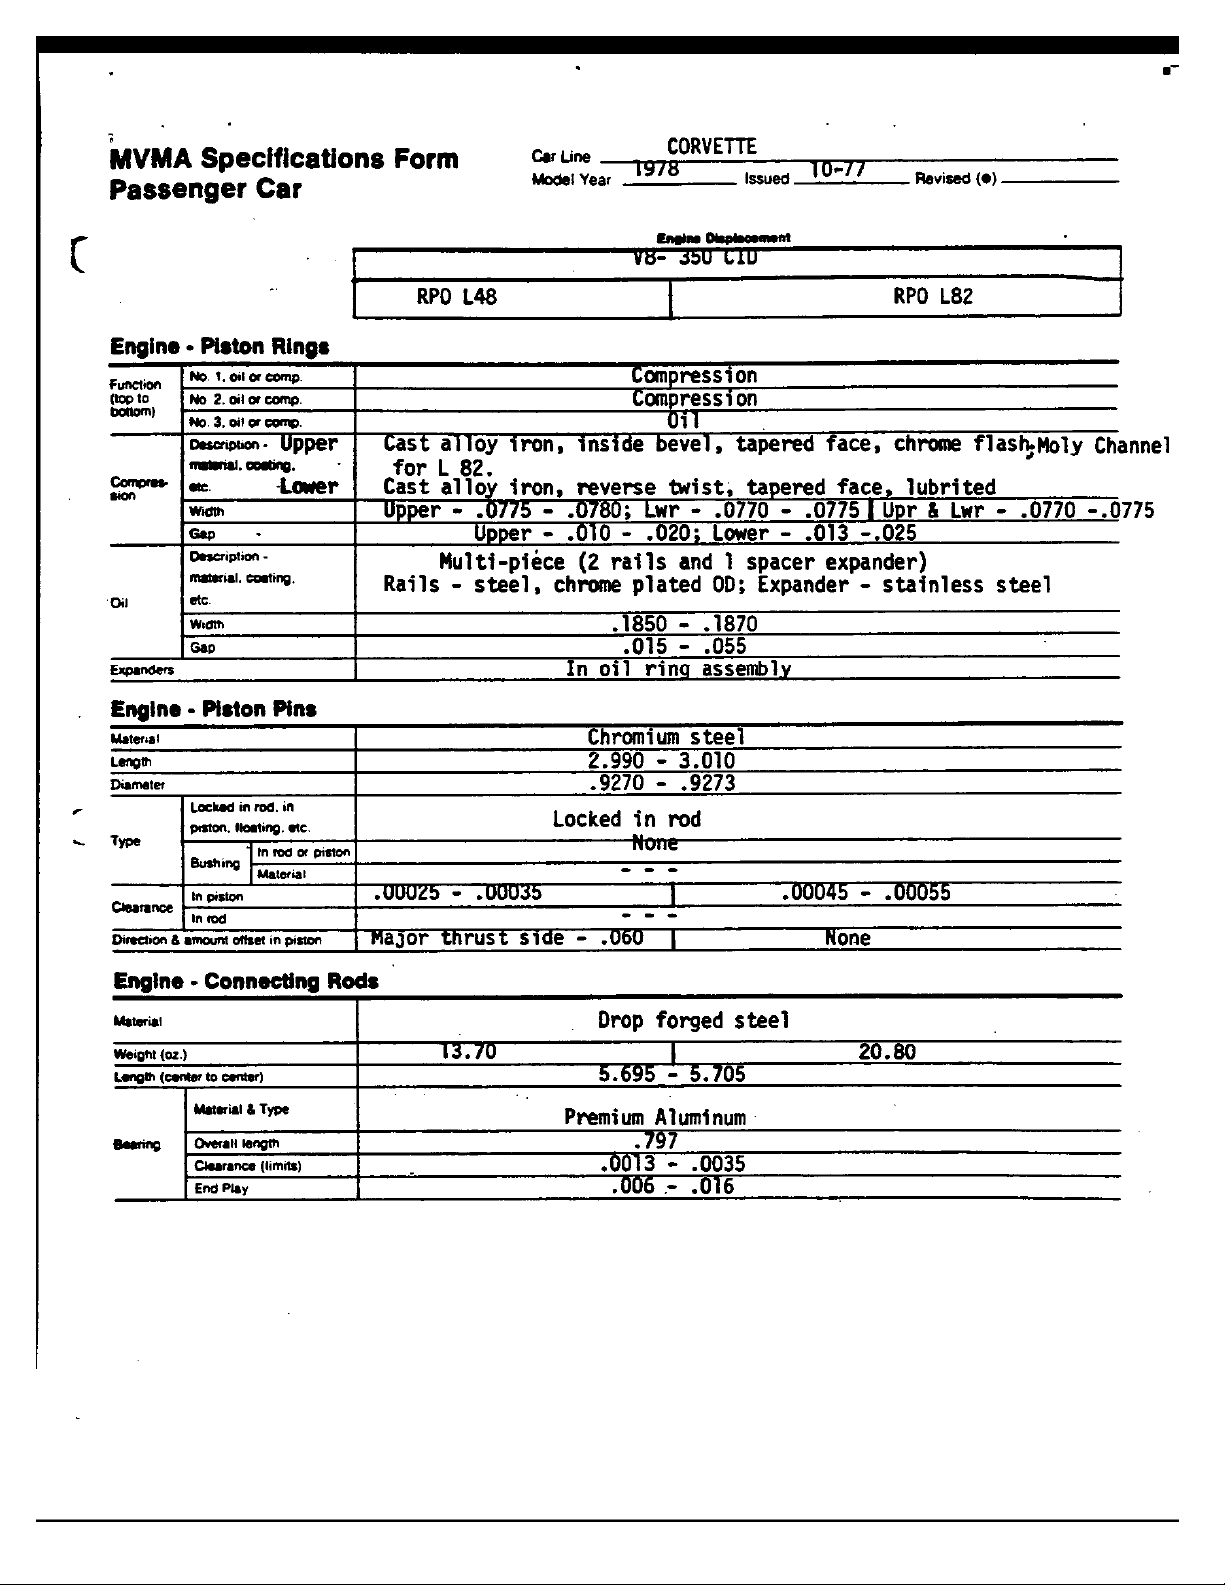 MVMA Specifications Form
Passenger Car
Car Line CORVETTE
Model Year 1978 Issued 10-77 Revised (●)
Engine Displacement
V8- 350 CID
RPO L48 RPO L82
Engine - Piston Rings
Function (top to bottom)
No. 1, oil or comp. Compression
No 2. oil or comp. Compression
No. 3. oil or comp. Oil
Compression
Description - Upper Cast alloy iron, inside bevel, tapered face, chrome flash; Moly Channel
material, coating, for L 82.
etc. -Lower Cast alloy iron, reverse twist, tapered face, lubrited
Width Upper - .0775 - .0780; Lwr - .0770 - .0775 | Upr & Lwr - .0770 -.0775
Gap - Upper - .010 - .020; Lower - .013 -.025
Oil
Description - Multi-piece (2 rails and 1 spacer expander)
material, coating, Rails - steel, chrome plated OD; Expander - stainless steel
etc.
Width .1850 - .1870
Gap .015 - .055
Expanders In oil ring assembly
Engine - Piston Pins
Material Chromium steel
Length 2.990 - 3.010
Diameter .9270 - .9273
Type
Locked in rod, in
piston, floating, etc. Locked in rod
Bushing
In rod or piston None
Material - - -
Clearance
In piston .00025 - .00035 .00045 - .00055
In rod - - -
Direction & amount offset in piston Major thrust side - .060 None
Engine - Connecting Rods
Material Drop forged steel
Weight (oz.) 13.70 20.80
Length (center to center) 5.695 - 5.705
Bearing
Material & Type Premium Aluminum
Overall length .797
Clearance (limits) .0013 - .0035
End Play .006 - .016